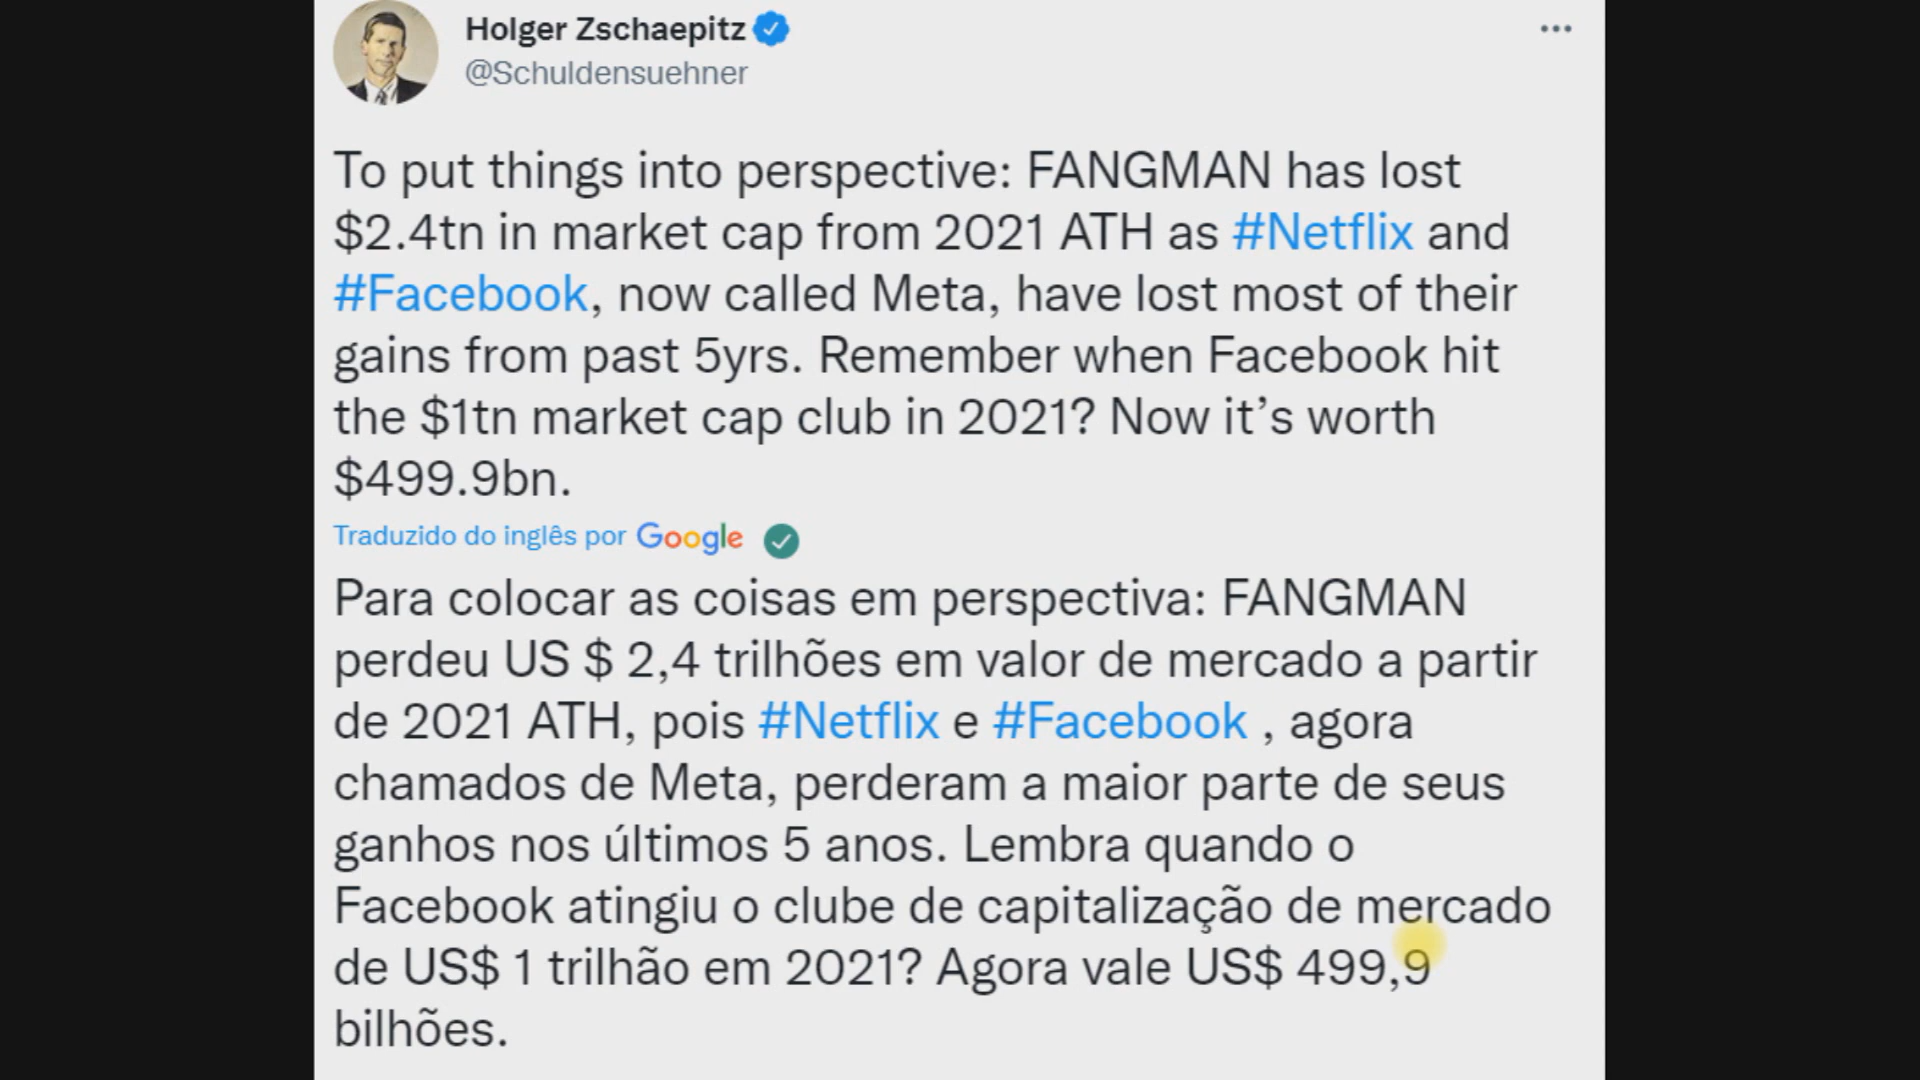 Holger Zschaepitz
@Schuldensuehner
To put things into perspective: FANGMAN has lost
$2.4tn in market cap from 2021 ATH as #Netflix and
#Facebook, now called Meta, have lost most of their
gains from past 5yrs. Remember when Facebook hit
the $1tn market cap club in 2021? Now it’s worth
$499.9bn.
Traduzido do inglês por Google
Para colocar as coisas em perspectiva: FANGMAN
perdeu US $ 2,4 trilhões em valor de mercado a partir
de 2021 ATH, pois #Netflix e #Facebook , agora
chamados de Meta, perderam a maior parte de seus
ganhos nos últimos 5 anos. Lembra quando o
Facebook atingiu o clube de capitalização de mercado
de US$ 1 trilhão em 2021? Agora vale US$ 499,9
bilhões.